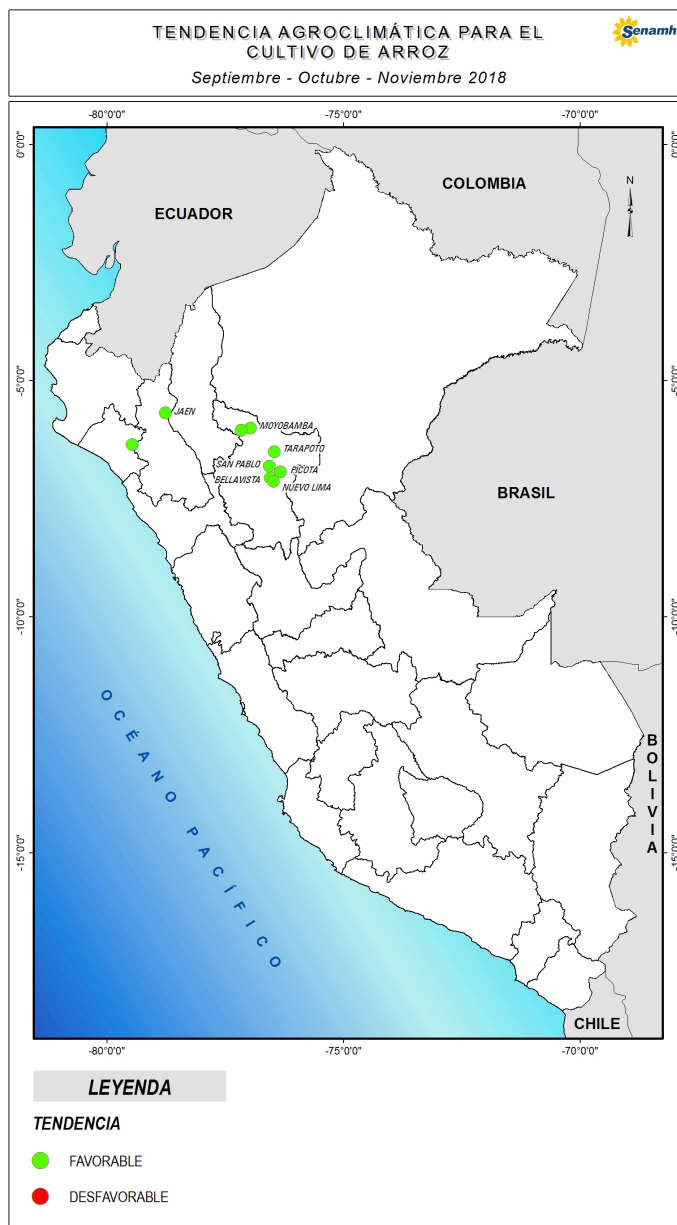 TENDENCIA AGROCLIMÁTICA PARA EL
CULTIVO DE ARROZ
Septiembre - Octubre - Noviembre 2018
Senamhi
-80°0'0"
-75°0'0"
-70°0'0"
0°0'0"
0°0'0"
COLOMBIA
N
ECUADOR
-5°0'0"
-5°0'0"
JAEN
MOYOBAMBA
TARAPOTO
SAN PABLO
PICOTA
BELLAVISTA
NUEVO LIMA
BRASIL
-10°0'0"
-10°0'0"
OCÉANO PACÍFICO
BOLIVIA
-15°0'0"
-15°0'0"
CHILE
-80°0'0"
-75°0'0"
-70°0'0"
LEYENDA
TENDENCIA
FAVORABLE
DESFAVORABLE